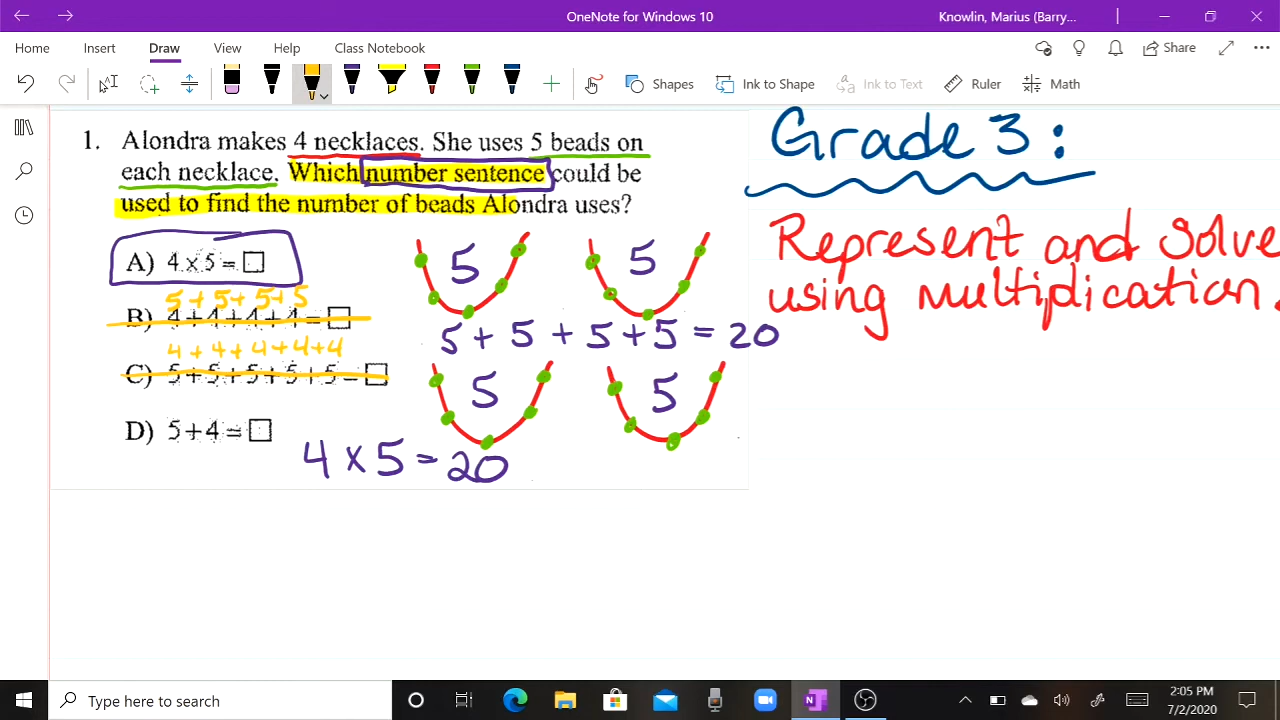 OneNote for Windows 10
Knowlin, Marius (Barry...
Home Insert Draw View Help Class Notebook
Share
Shapes Ink to Shape Ink to Text Ruler Math
1. Alondra makes 4 necklaces. She uses 5 beads on
each necklace. Which number sentence could be
used to find the number of beads Alondra uses?
A) 4 x 5 = □
5 + 5 + 5 + 5
B) 4 + 4 + 4 + 4 = □
4 + 4 + 4 + 4 + 4
C) 5 + 5 + 5 + 5 + 5 = □
D) 5 + 4 = □
5 5
5 + 5 + 5 + 5 = 20
5 5
4 x 5 = 20
Grade 3:
Represent and Solve
using multiplication.
Type here to search
2:05 PM
7/2/2020